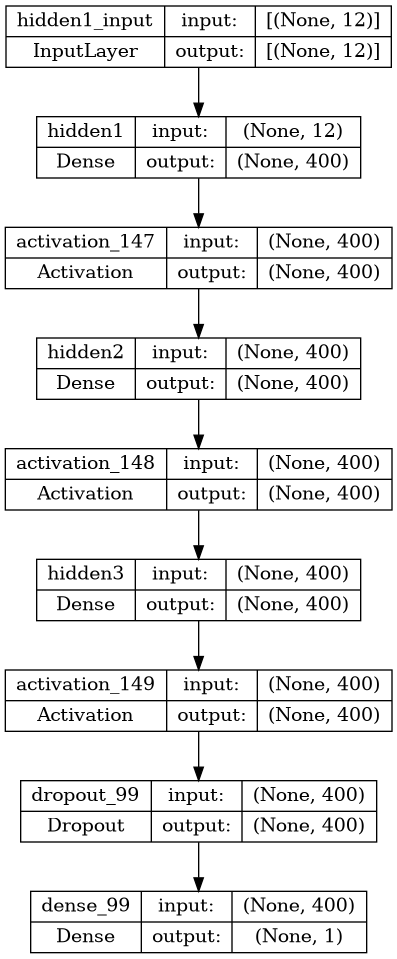 hidden1_input input: [(None, 12)]
InputLayer output: [(None, 12)]
hidden1 input: (None, 12)
Dense output: (None, 400)
activation_147 input: (None, 400)
Activation output: (None, 400)
hidden2 input: (None, 400)
Dense output: (None, 400)
activation_148 input: (None, 400)
Activation output: (None, 400)
hidden3 input: (None, 400)
Dense output: (None, 400)
activation_149 input: (None, 400)
Activation output: (None, 400)
dropout_99 input: (None, 400)
Dropout output: (None, 400)
dense_99 input: (None, 400)
Dense output: (None, 1)